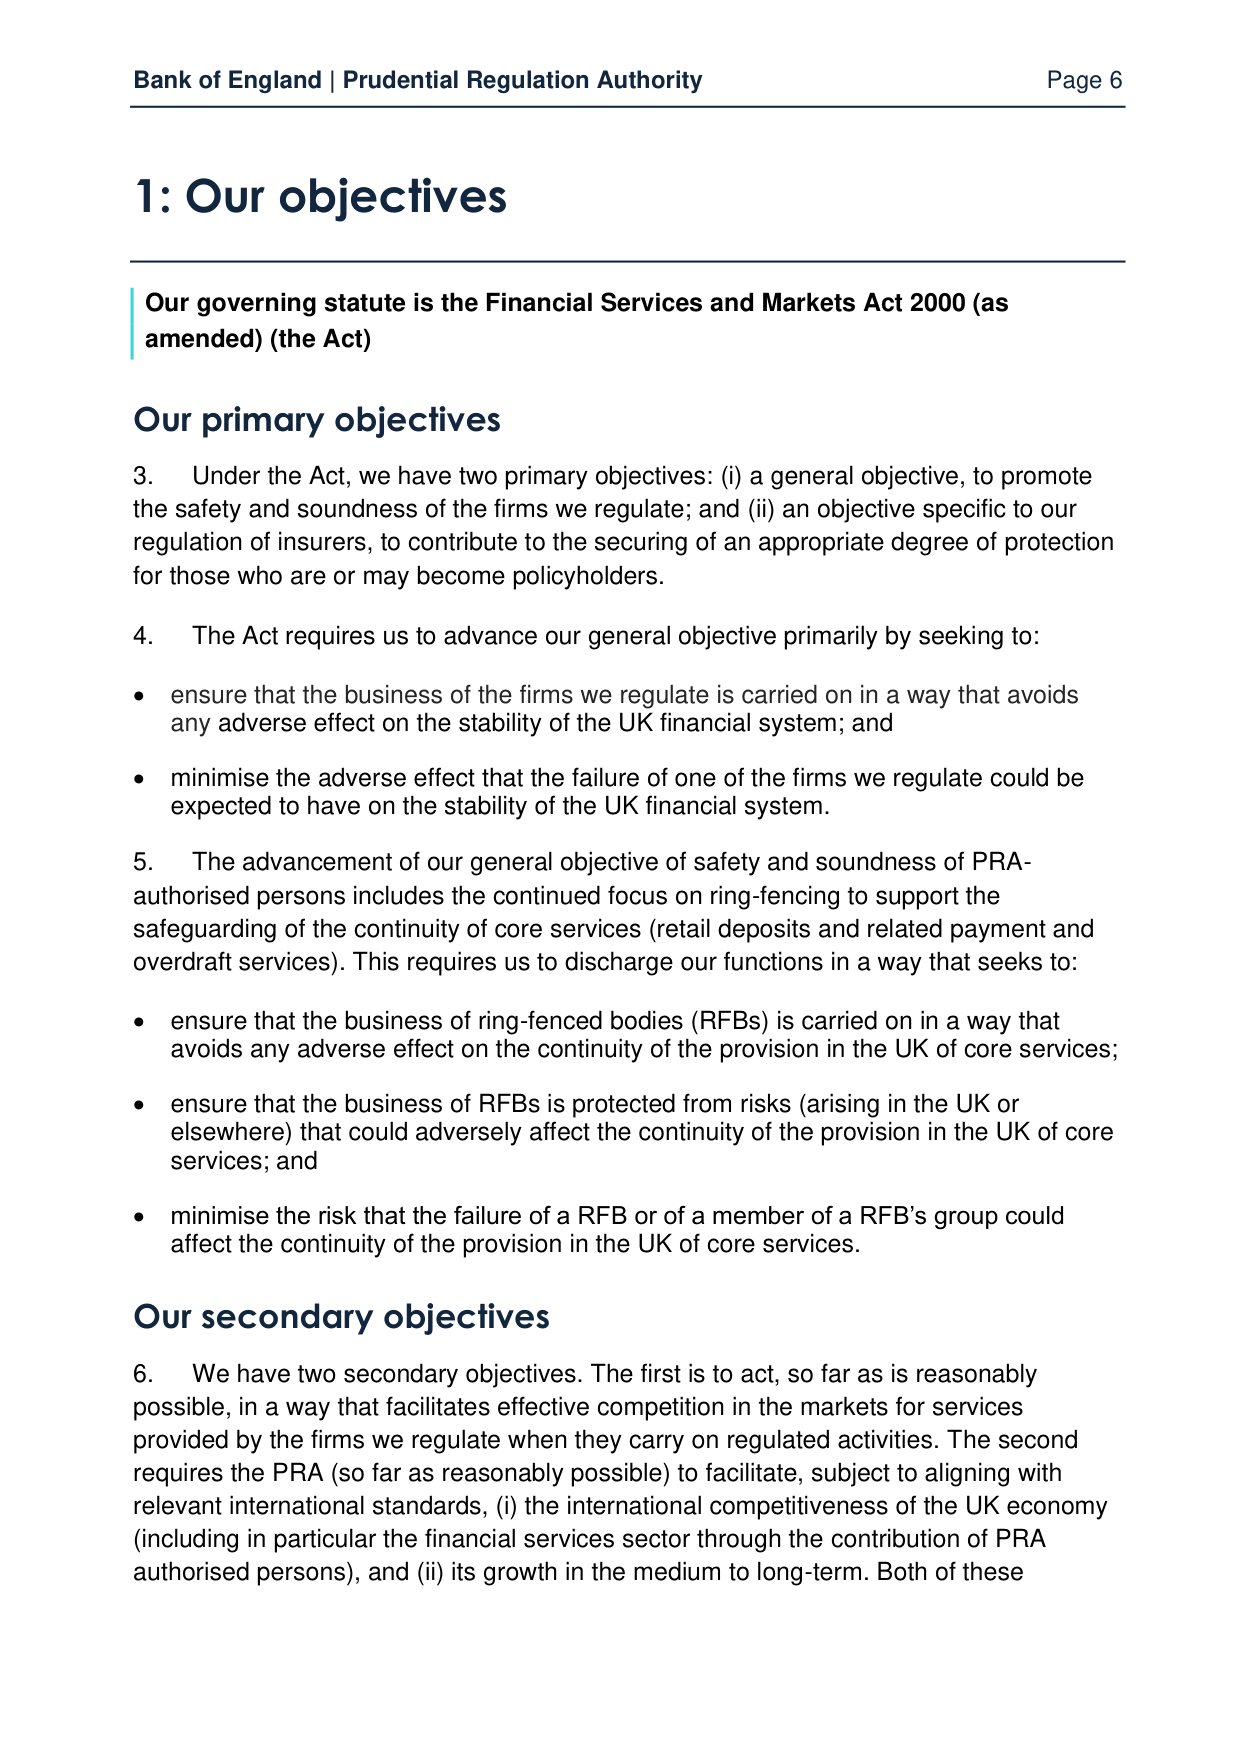 Bank of England | Prudential Regulation Authority Page 6
1: Our objectives
Our governing statute is the Financial Services and Markets Act 2000 (as
amended) (the Act)
Our primary objectives
3. Under the Act, we have two primary objectives: (i) a general objective, to promote
the safety and soundness of the firms we regulate; and (ii) an objective specific to our
regulation of insurers, to contribute to the securing of an appropriate degree of protection
for those who are or may become policyholders.
4. The Act requires us to advance our general objective primarily by seeking to:
• ensure that the business of the firms we regulate is carried on in a way that avoids
any adverse effect on the stability of the UK financial system; and
• minimise the adverse effect that the failure of one of the firms we regulate could be
expected to have on the stability of the UK financial system.
5. The advancement of our general objective of safety and soundness of PRA-
authorised persons includes the continued focus on ring-fencing to support the
safeguarding of the continuity of core services (retail deposits and related payment and
overdraft services). This requires us to discharge our functions in a way that seeks to:
• ensure that the business of ring-fenced bodies (RFBs) is carried on in a way that
avoids any adverse effect on the continuity of the provision in the UK of core services;
• ensure that the business of RFBs is protected from risks (arising in the UK or
elsewhere) that could adversely affect the continuity of the provision in the UK of core
services; and
• minimise the risk that the failure of a RFB or of a member of a RFB’s group could
affect the continuity of the provision in the UK of core services.
Our secondary objectives
6. We have two secondary objectives. The first is to act, so far as is reasonably
possible, in a way that facilitates effective competition in the markets for services
provided by the firms we regulate when they carry on regulated activities. The second
requires the PRA (so far as reasonably possible) to facilitate, subject to aligning with
relevant international standards, (i) the international competitiveness of the UK economy
(including in particular the financial services sector through the contribution of PRA
authorised persons), and (ii) its growth in the medium to long-term. Both of these